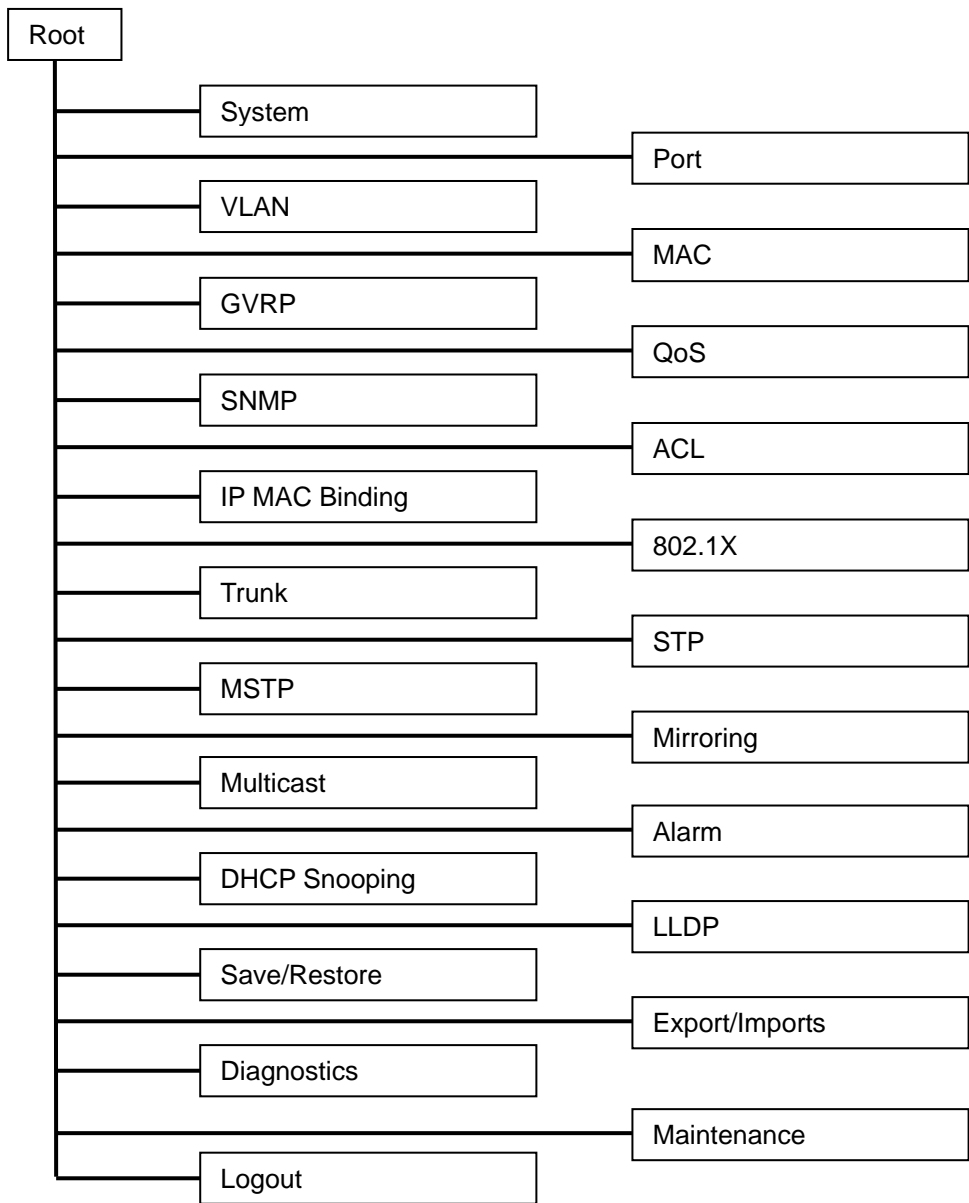 Root
System
Port
VLAN
MAC
GVRP
QoS
SNMP
ACL
IP MAC Binding
802.1X
Trunk
STP
MSTP
Mirroring
Multicast
Alarm
DHCP Snooping
LLDP
Save/Restore
Export/Imports
Diagnostics
Maintenance
Logout